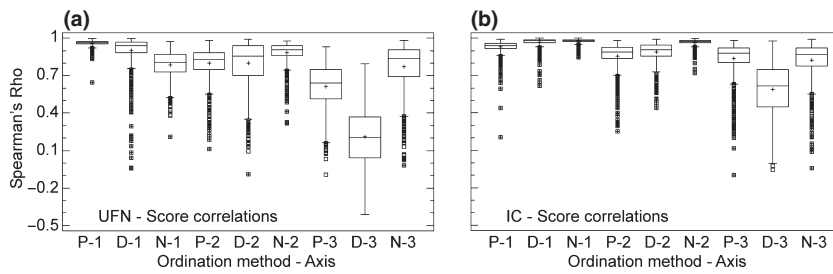 (a)
Spearman's Rho
1
0.7
0.4
0.1
−0.2
−0.5
UFN - Score correlations
P-1 D-1 N-1 P-2 D-2 N-2 P-3 D-3 N-3
Ordination method - Axis
(b)
IC - Score correlations
P-1 D-1 N-1 P-2 D-2 N-2 P-3 D-3 N-3
Ordination method - Axis